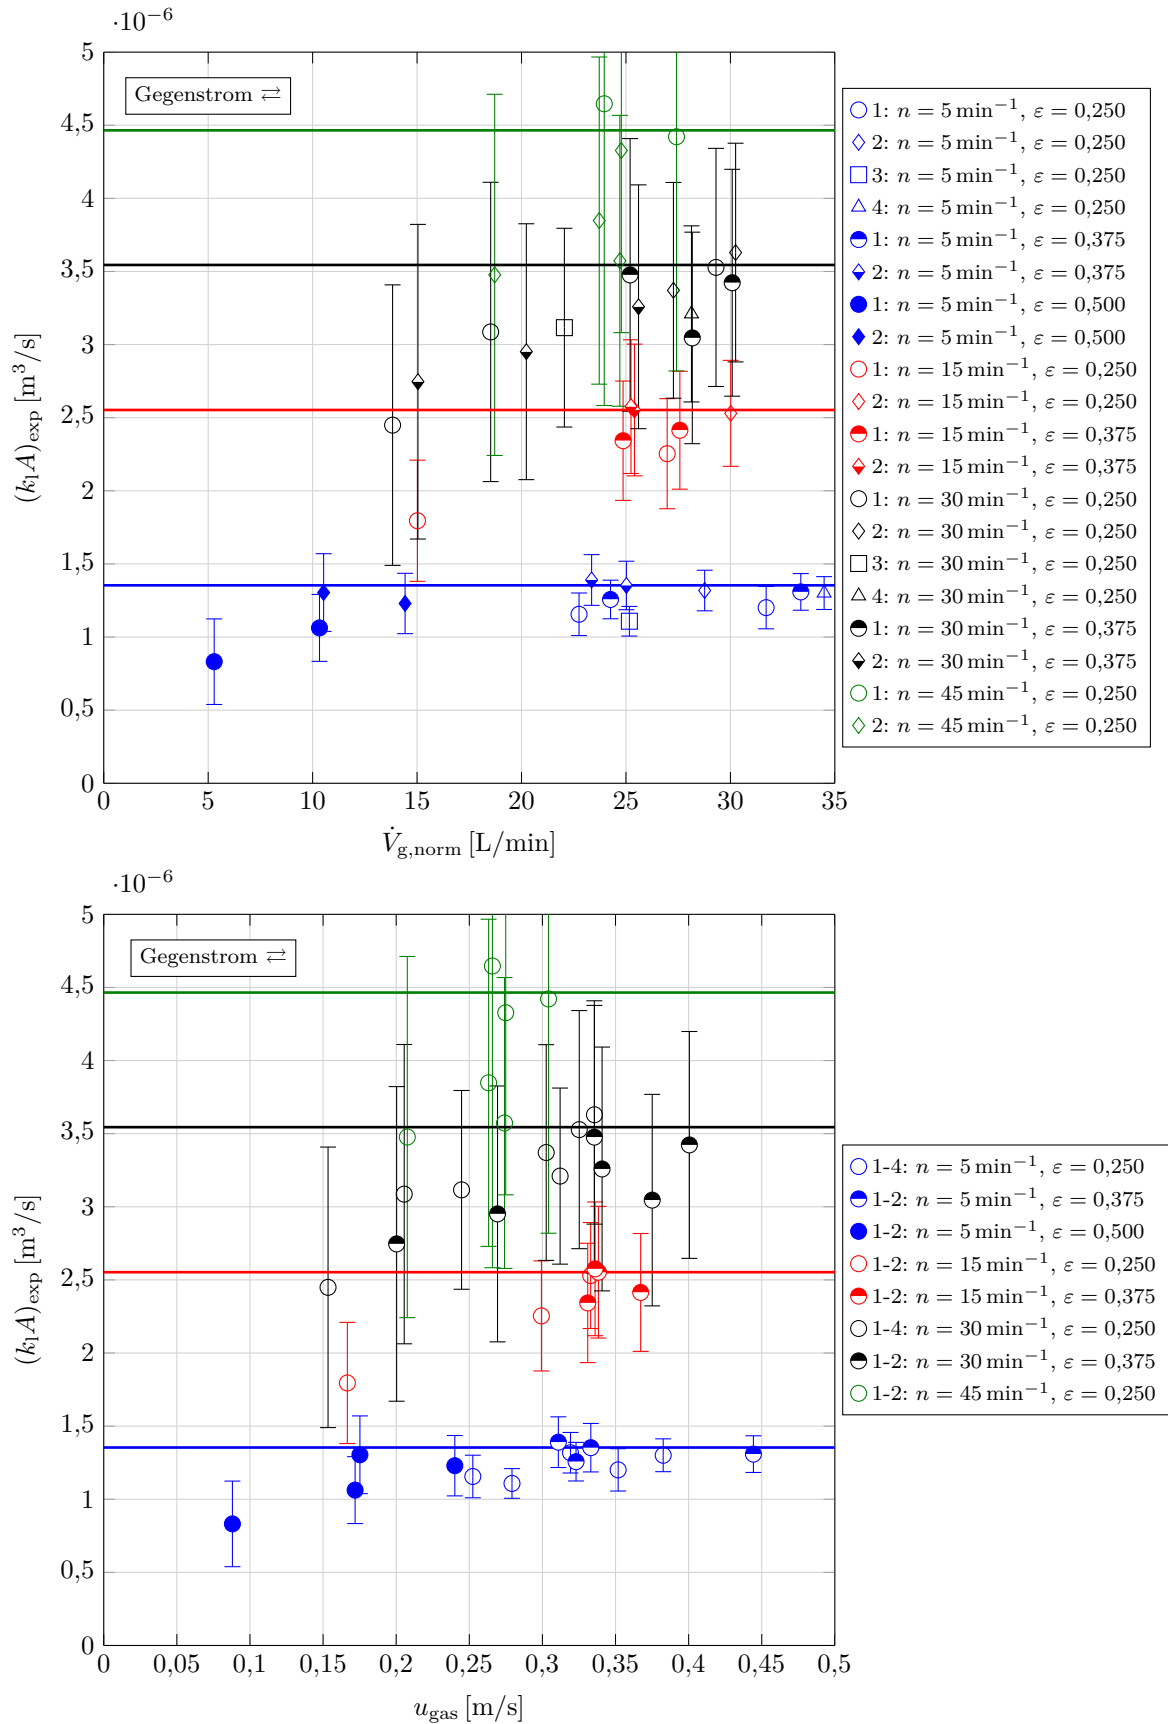 ·10⁻⁶
5
4,5
4
3,5
3
2,5
2
1,5
1
0,5
0
(k_l A)_exp [m³/s]
Gegenstrom ⇄
0 5 10 15 20 25 30 35
V̇_g,norm [L/min]
1: n = 5 min⁻¹, ε = 0,250
2: n = 5 min⁻¹, ε = 0,250
3: n = 5 min⁻¹, ε = 0,250
4: n = 5 min⁻¹, ε = 0,250
1: n = 5 min⁻¹, ε = 0,375
2: n = 5 min⁻¹, ε = 0,375
1: n = 5 min⁻¹, ε = 0,500
2: n = 5 min⁻¹, ε = 0,500
1: n = 15 min⁻¹, ε = 0,250
2: n = 15 min⁻¹, ε = 0,250
1: n = 15 min⁻¹, ε = 0,375
2: n = 15 min⁻¹, ε = 0,375
1: n = 30 min⁻¹, ε = 0,250
2: n = 30 min⁻¹, ε = 0,250
3: n = 30 min⁻¹, ε = 0,250
4: n = 30 min⁻¹, ε = 0,250
1: n = 30 min⁻¹, ε = 0,375
2: n = 30 min⁻¹, ε = 0,375
1: n = 45 min⁻¹, ε = 0,250
2: n = 45 min⁻¹, ε = 0,250
·10⁻⁶
5
4,5
4
3,5
3
2,5
2
1,5
1
0,5
0
(k_l A)_exp [m³/s]
Gegenstrom ⇄
0 0,05 0,1 0,15 0,2 0,25 0,3 0,35 0,4 0,45 0,5
u_gas [m/s]
1-4: n = 5 min⁻¹, ε = 0,250
1-2: n = 5 min⁻¹, ε = 0,375
1-2: n = 5 min⁻¹, ε = 0,500
1-2: n = 15 min⁻¹, ε = 0,250
1-2: n = 15 min⁻¹, ε = 0,375
1-4: n = 30 min⁻¹, ε = 0,250
1-2: n = 30 min⁻¹, ε = 0,375
1-2: n = 45 min⁻¹, ε = 0,250